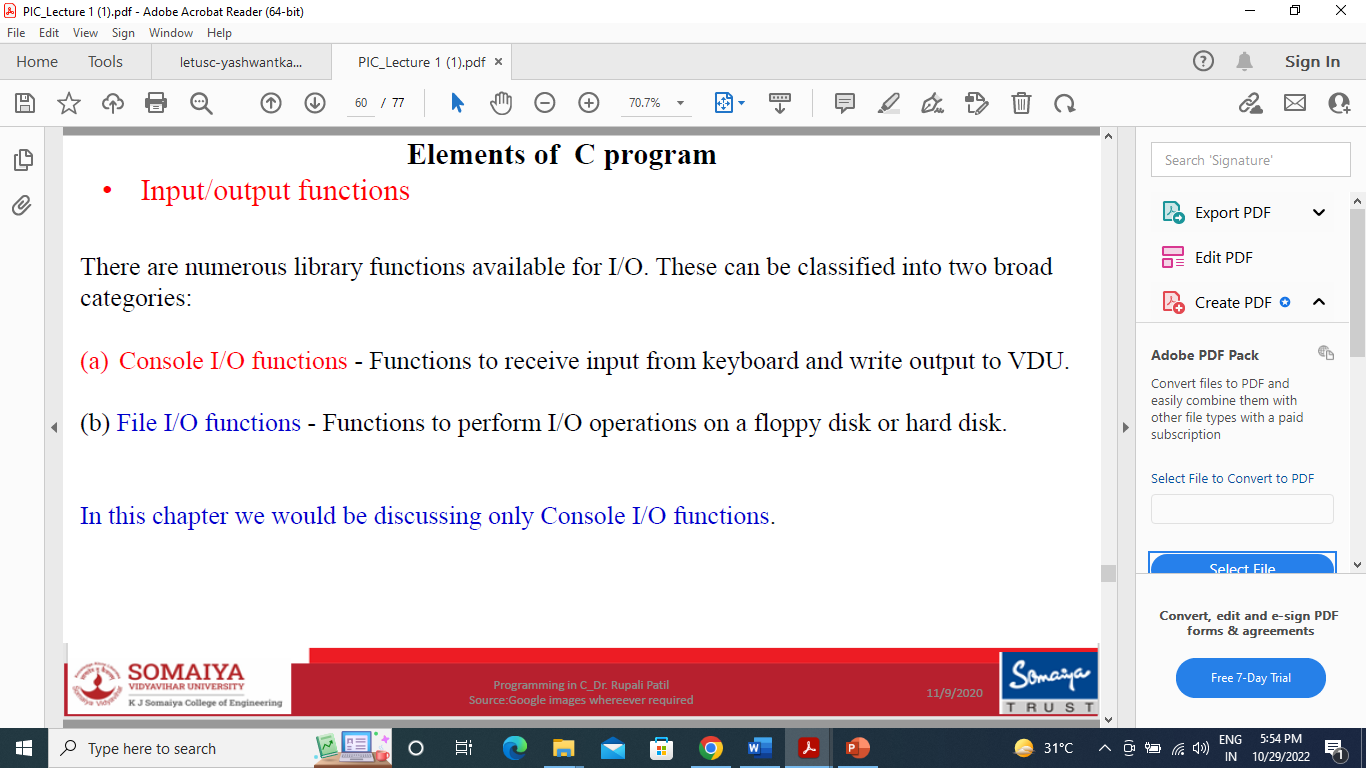 PIC_Lecture 1 (1).pdf - Adobe Acrobat Reader (64-bit)
File Edit View Sign Window Help
Home Tools letusc-yashwantka... PIC_Lecture 1 (1).pdf × Sign In
60 / 77 70.7%
Elements of C program
• Input/output functions
There are numerous library functions available for I/O. These can be classified into two broad
categories:
(a) Console I/O functions - Functions to receive input from keyboard and write output to VDU.
(b) File I/O functions - Functions to perform I/O operations on a floppy disk or hard disk.
In this chapter we would be discussing only Console I/O functions.
SOMAIYA
VIDYAVIHAR UNIVERSITY
K J Somaiya College of Engineering
Programming in C_Dr. Rupali Patil
Source:Google images whereever required
11/9/2020
Somaiya
TRUST
Search 'Signature'
Export PDF
Edit PDF
Create PDF
Adobe PDF Pack
Convert files to PDF and
easily combine them with
other file types with a paid
subscription
Select File to Convert to PDF
Select File
Convert, edit and e-sign PDF
forms & agreements
Free 7-Day Trial
Type here to search
31°C
ENG
IN
5:54 PM
10/29/2022
1